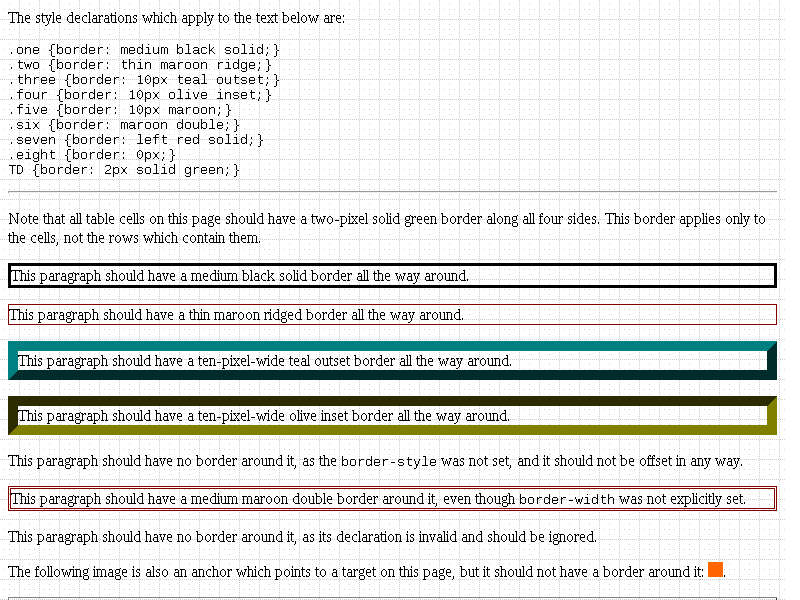 The style declarations which apply to the text below are:
.one {border: medium black solid;}
.two {border: thin maroon ridge;}
.three {border: 10px teal outset;}
.four {border: 10px olive inset;}
.five {border: 10px maroon;}
.six {border: maroon double;}
.seven {border: left red solid;}
.eight {border: 0px;}
TD {border: 2px solid green;}
Note that all table cells on this page should have a two-pixel solid green border along all four sides. This border applies only to
the cells, not the rows which contain them.
This paragraph should have a medium black solid border all the way around.
This paragraph should have a thin maroon ridged border all the way around.
This paragraph should have a ten-pixel-wide teal outset border all the way around.
This paragraph should have a ten-pixel-wide olive inset border all the way around.
This paragraph should have no border around it, as the border-style was not set, and it should not be offset in any way.
This paragraph should have a medium maroon double border around it, even though border-width was not explicitly set.
This paragraph should have no border around it, as its declaration is invalid and should be ignored.
The following image is also an anchor which points to a target on this page, but it should not have a border around it: .